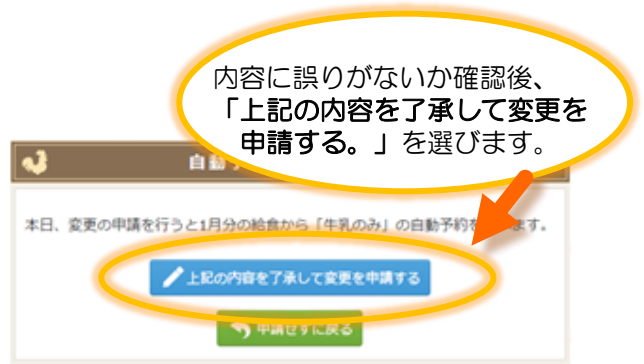 内容に誤りがないか確認後、
「上記の内容を了承して変更を
申請する。」を選びます。
自動
本日、変更の申請を行うと1月分の給食から「牛乳のみ」の自動予約を ます。
上記の内容を了承して変更を申請する
申請せずに戻る